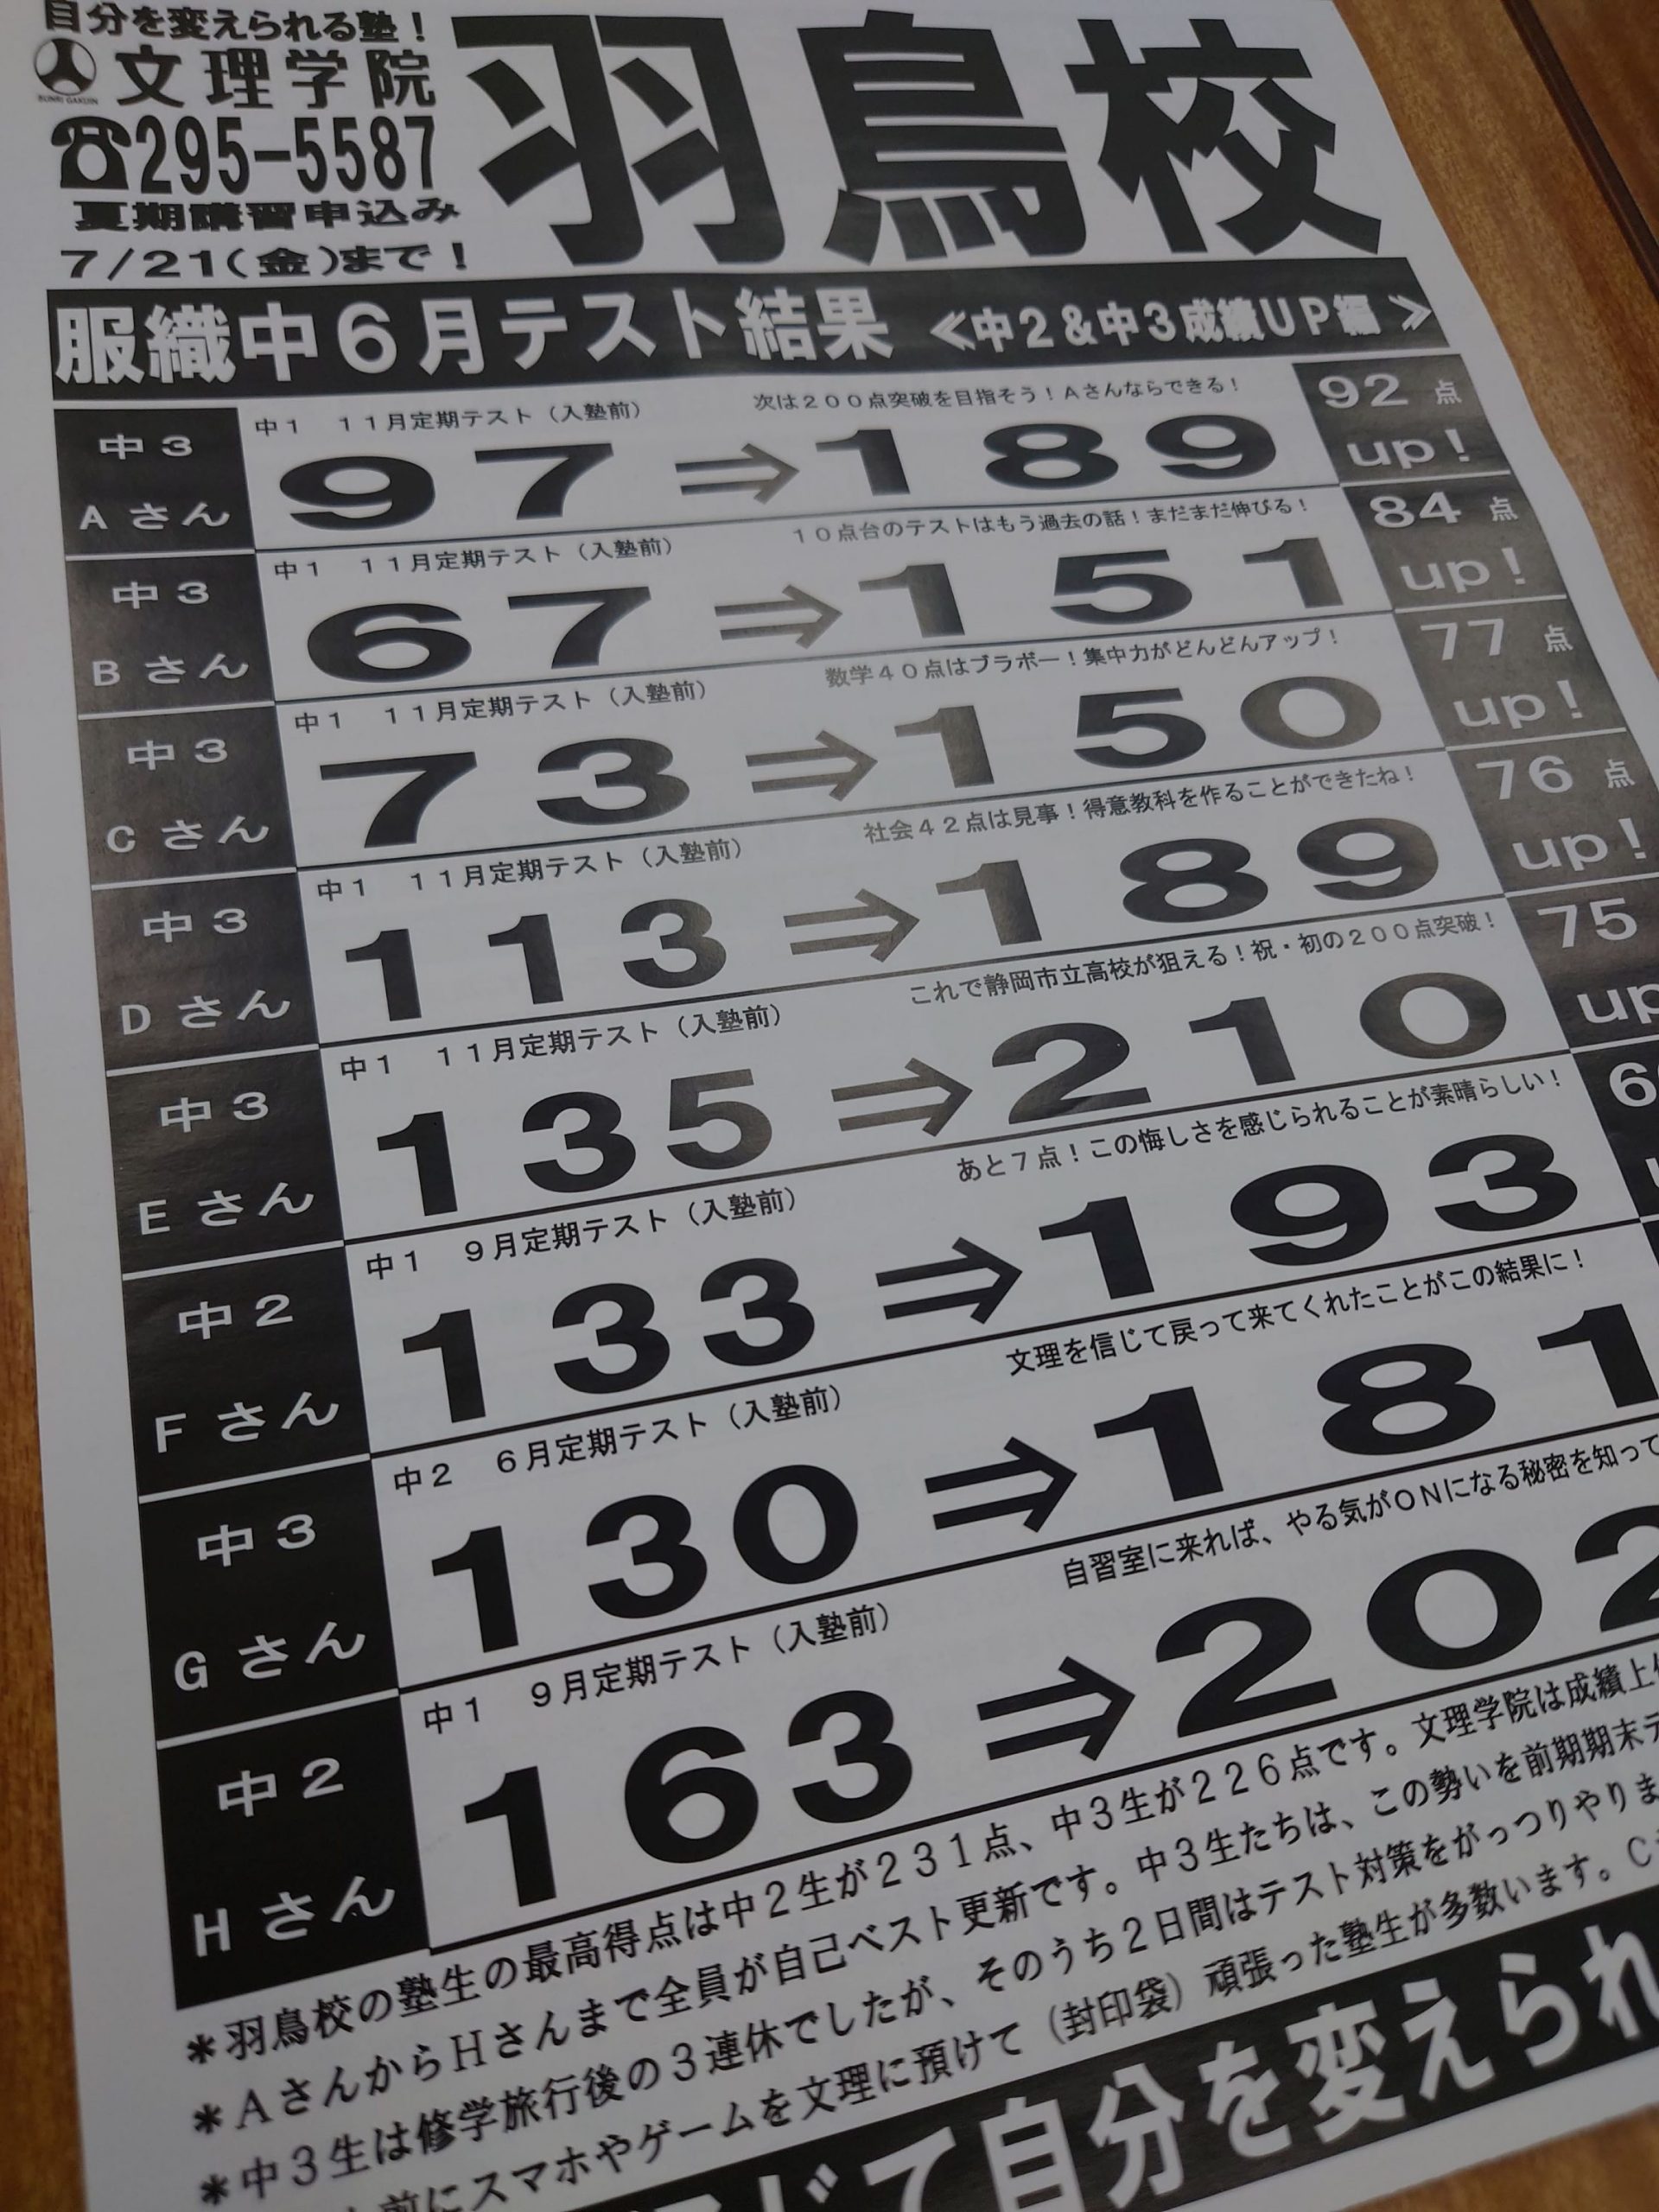 自分を変えられる塾！
文理学院
BUNRI GAKUIN
☎295-5587
夏期講習申込み
7/21(金)まで！
羽鳥校
服織中６月テスト結果 ≪中２＆中３成績ＵＰ編≫
中３ Aさん
中１ １１月定期テスト（入塾前） 次は２００点突破を目指そう！Ａさんならできる！
97⇒189
92点up！
中３ Bさん
中１ １１月定期テスト（入塾前） １０点台のテストはもう過去の話！まだまだ伸びる！
67⇒151
84点up！
中３ Cさん
中１ １１月定期テスト（入塾前） 数学４０点はブラボー！集中力がどんどんアップ！
73⇒150
77点up！
中３ Dさん
中１ １１月定期テスト（入塾前） 社会４２点は見事！得意教科を作ることができたね！
113⇒189
76点up！
中３ Eさん
中１ １１月定期テスト（入塾前） これで静岡市立高校が狙える！祝・初の２００点突破！
135⇒210
75
up
中２ Fさん
中１ ９月定期テスト（入塾前） あと７点！この悔しさを感じられることが素晴らしい！
133⇒193
6
中３ Gさん
中２ ６月定期テスト（入塾前） 文理を信じて戻って来てくれたことがこの結果に！
130⇒181
中２ Hさん
中１ ９月定期テスト（入塾前） 自習室に来れば、やる気がＯＮになる秘密を知って
163⇒202
＊羽鳥校の塾生の最高得点は中２生が２３１点、中３生が２２６点です。文理学院は成績上
＊ＡさんからＨさんまで全員が自己ベスト更新です。中３生たちは、この勢いを前期期末テ
＊中３生は修学旅行後の３連休でしたが、そのうち２日間はテスト対策をがっつりやりま
前にスマホやゲームを文理に預けて（封印袋）頑張った塾生が多数います。Ｃ
じて自分を変えられ